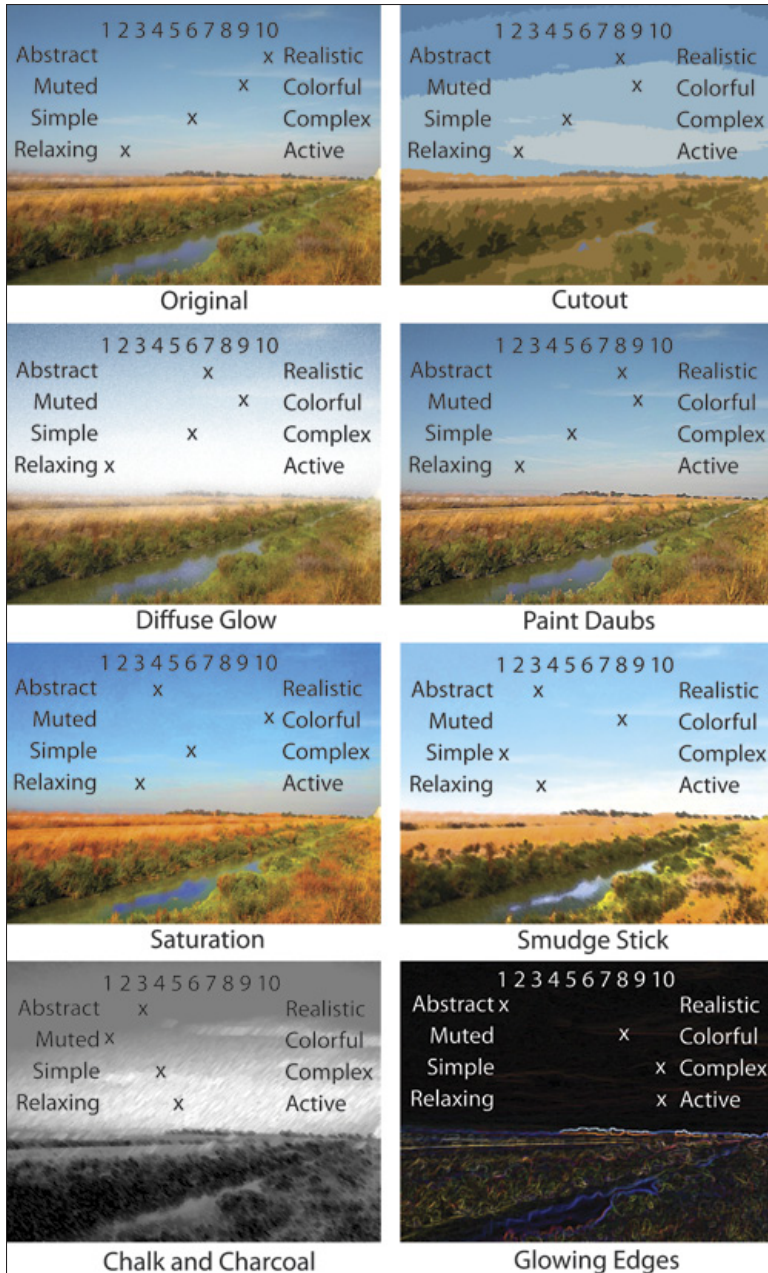 1 2 3 4 5 6 7 8 9 10
Abstract x Realistic
Muted x Colorful
Simple x Complex
Relaxing x Active
Original
1 2 3 4 5 6 7 8 9 10
Abstract x Realistic
Muted x Colorful
Simple x Complex
Relaxing x Active
Cutout
1 2 3 4 5 6 7 8 9 10
Abstract x Realistic
Muted x Colorful
Simple x Complex
Relaxing x Active
Diffuse Glow
1 2 3 4 5 6 7 8 9 10
Abstract x Realistic
Muted x Colorful
Simple x Complex
Relaxing x Active
Paint Daubs
1 2 3 4 5 6 7 8 9 10
Abstract x Realistic
Muted x Colorful
Simple x Complex
Relaxing x Active
Saturation
1 2 3 4 5 6 7 8 9 10
Abstract x Realistic
Muted x Colorful
Simple x Complex
Relaxing x Active
Smudge Stick
1 2 3 4 5 6 7 8 9 10
Abstract x Realistic
Muted x Colorful
Simple x Complex
Relaxing x Active
Chalk and Charcoal
1 2 3 4 5 6 7 8 9 10
Abstract x Realistic
Muted x Colorful
Simple x Complex
Relaxing x Active
Glowing Edges